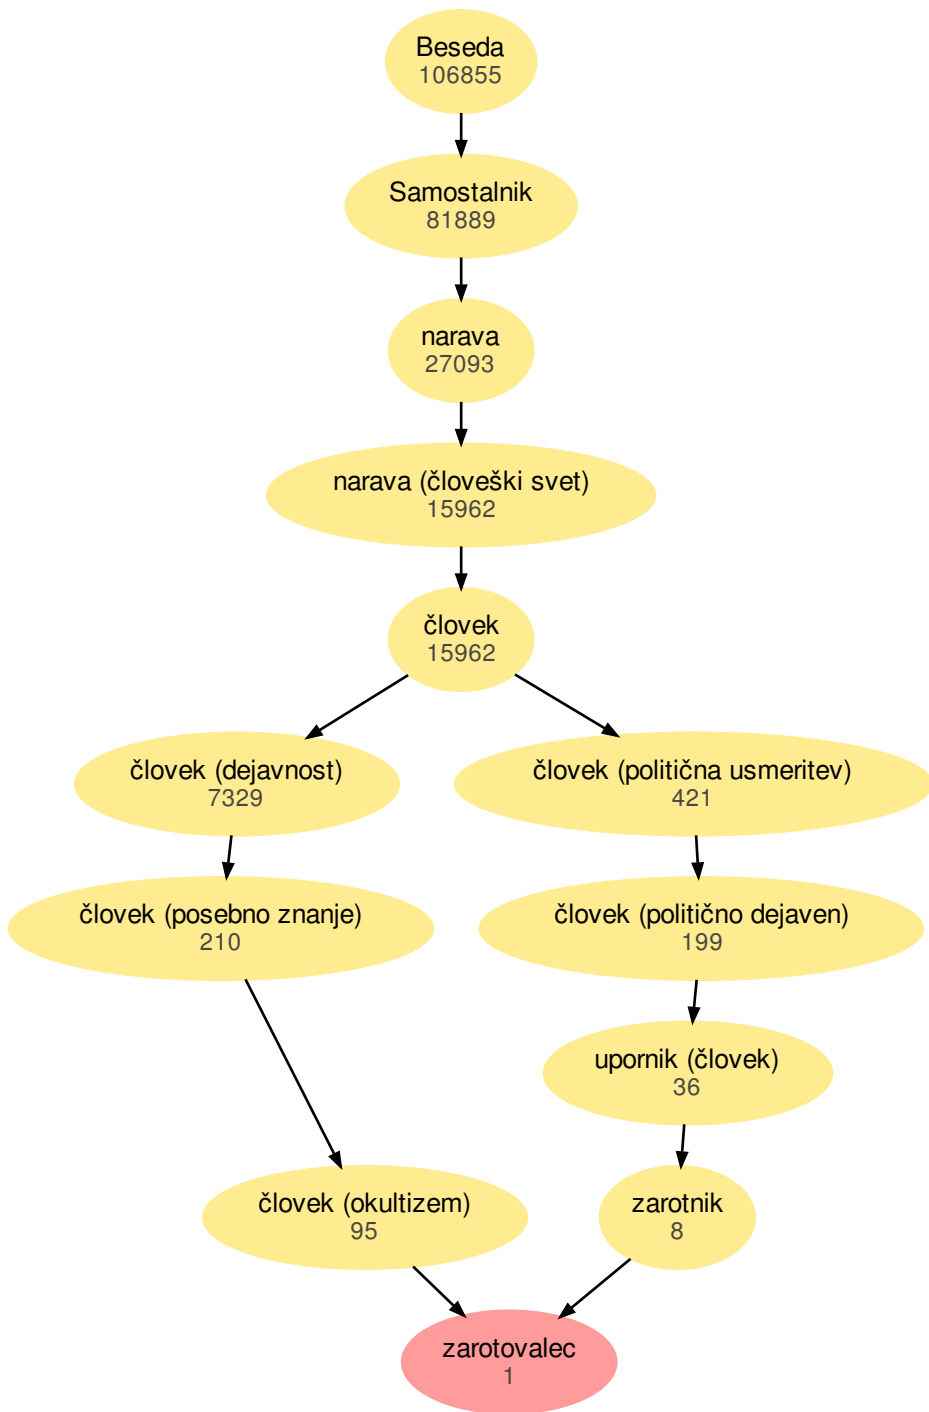 Beseda
106855
Samostalnik
81889
narava
27093
narava (človeški svet)
15962
človek
15962
človek (dejavnost)
7329
človek (politična usmeritev)
421
človek (posebno znanje)
210
človek (politično dejaven)
199
upornik (človek)
36
človek (okultizem)
95
zarotnik
8
zarotovalec
1